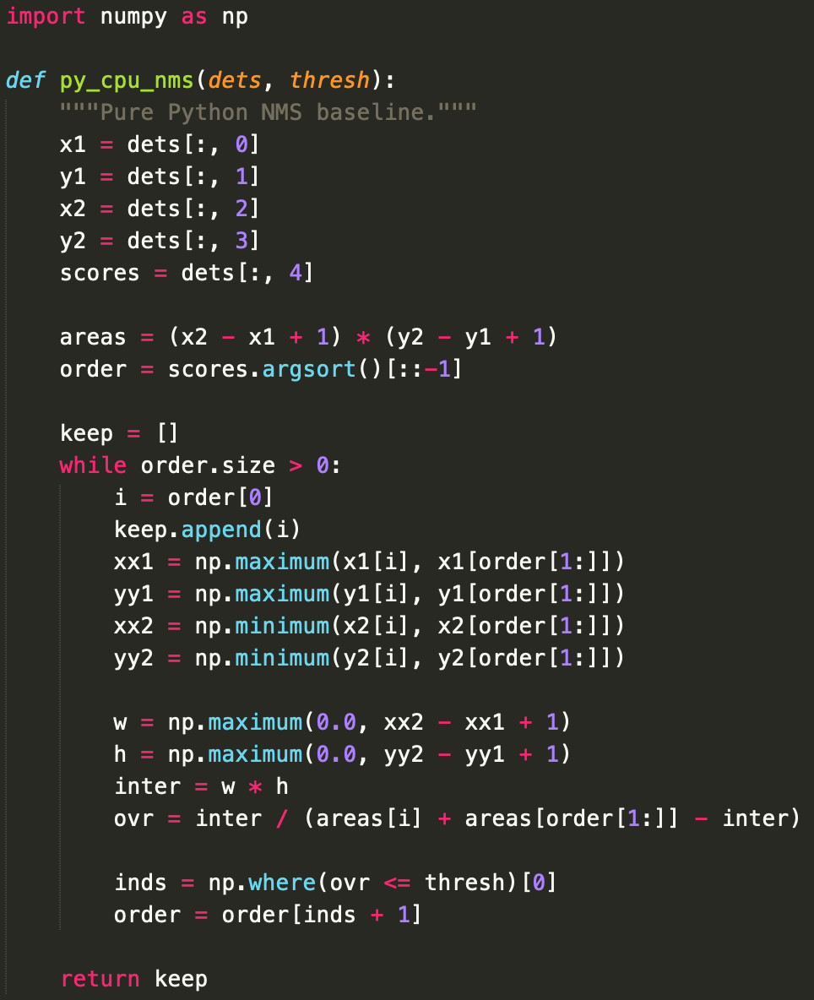 import numpy as np

def py_cpu_nms(dets, thresh):
    """Pure Python NMS baseline."""
    x1 = dets[:, 0]
    y1 = dets[:, 1]
    x2 = dets[:, 2]
    y2 = dets[:, 3]
    scores = dets[:, 4]

    areas = (x2 - x1 + 1) * (y2 - y1 + 1)
    order = scores.argsort()[::-1]

    keep = []
    while order.size > 0:
        i = order[0]
        keep.append(i)
        xx1 = np.maximum(x1[i], x1[order[1:]])
        yy1 = np.maximum(y1[i], y1[order[1:]])
        xx2 = np.minimum(x2[i], x2[order[1:]])
        yy2 = np.minimum(y2[i], y2[order[1:]])

        w = np.maximum(0.0, xx2 - xx1 + 1)
        h = np.maximum(0.0, yy2 - yy1 + 1)
        inter = w * h
        ovr = inter / (areas[i] + areas[order[1:]] - inter)

        inds = np.where(ovr <= thresh)[0]
        order = order[inds + 1]

    return keep